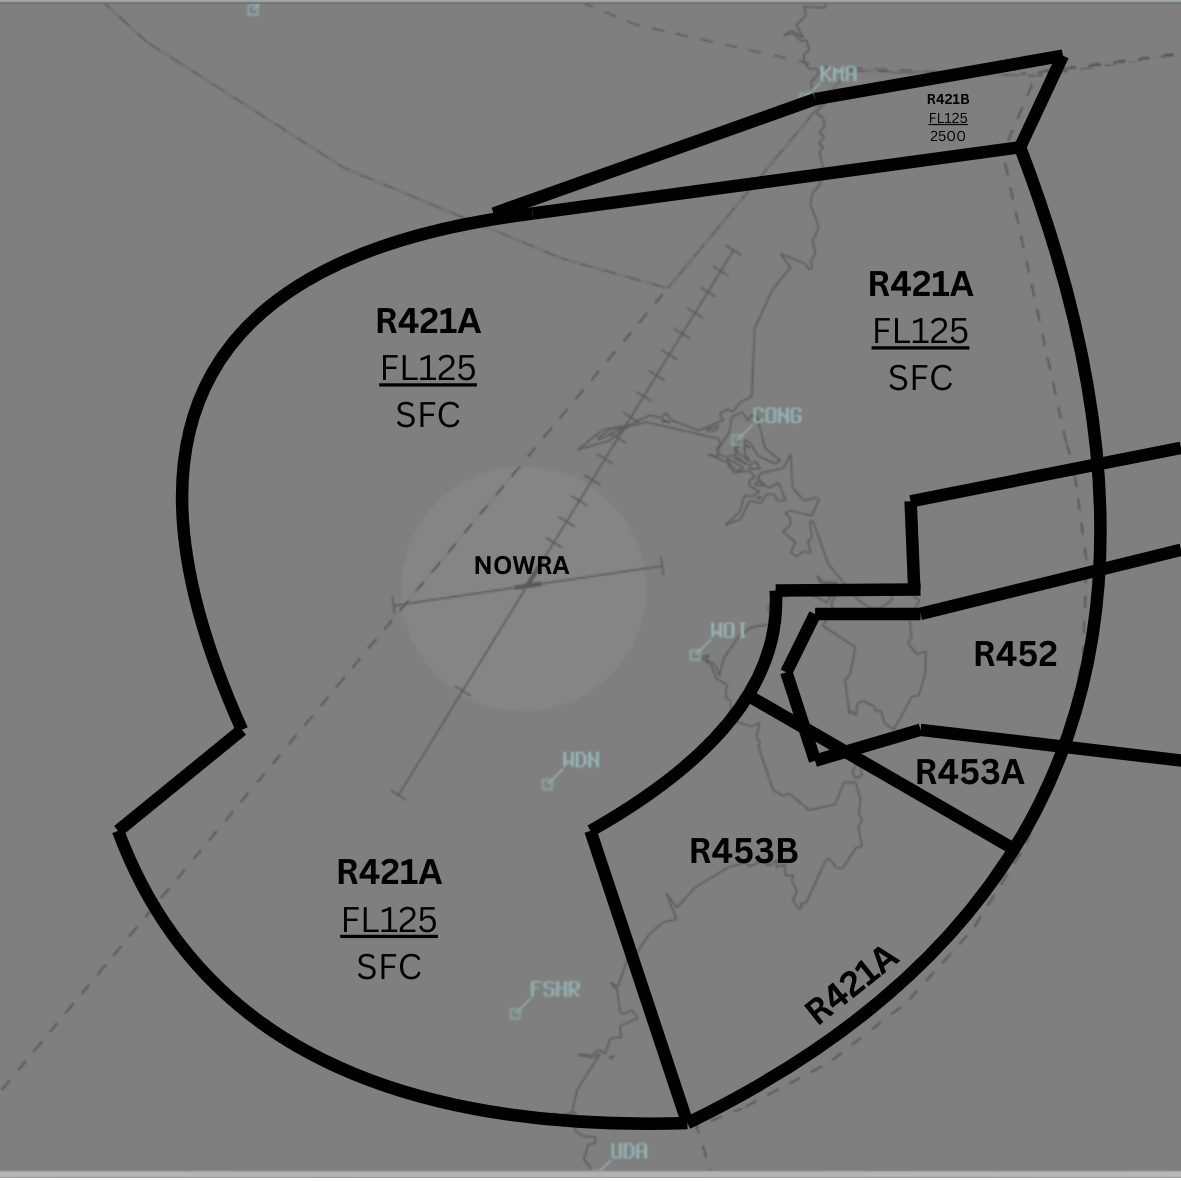 KMA
R421B
FL125
2500
R421A
FL125
SFC
R421A
FL125
SFC
CONG
NOWRA
WOI
R452
WDN
R453A
R453B
R421A
FL125
SFC
R421A
FSHR
UDA